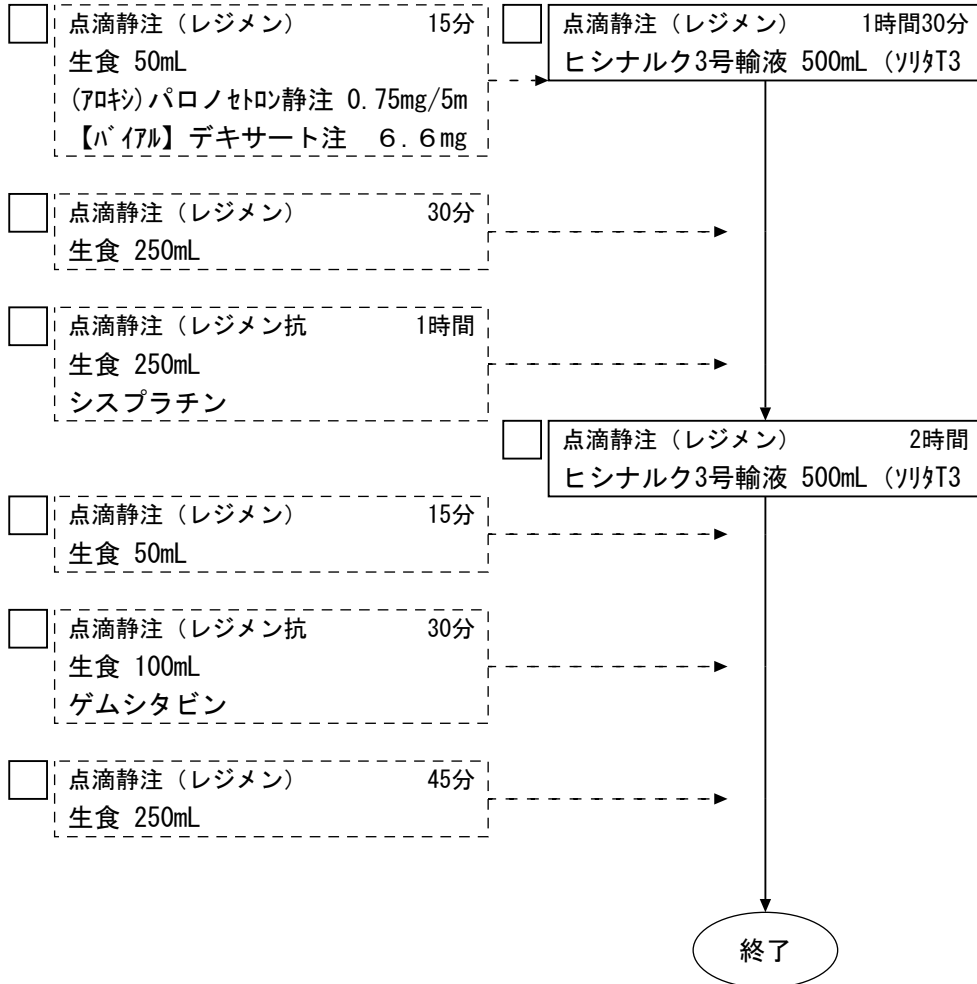 点滴静注（レジメン） 15分
生食 50mL
(ｱﾛｷｼ)パロノｾﾄﾛﾝ静注 0.75mg/5m
【ﾊﾞｲｱﾙ】デキサート注 ６.６mg
点滴静注（レジメン） 1時間30分
ヒシナルク3号輸液 500mL（ｿﾘﾀT3
点滴静注（レジメン） 30分
生食 250mL
点滴静注（レジメン抗 1時間
生食 250mL
シスプラチン
点滴静注（レジメン） 2時間
ヒシナルク3号輸液 500mL（ｿﾘﾀT3
点滴静注（レジメン） 15分
生食 50mL
点滴静注（レジメン抗 30分
生食 100mL
ゲムシタビン
点滴静注（レジメン） 45分
生食 250mL
終了